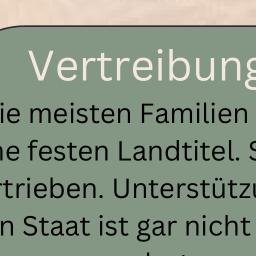 Vertreibung
ie meisten Familien
ne festen Landtitel. S
rtrieben. Unterstützu
n Staat ist gar nicht